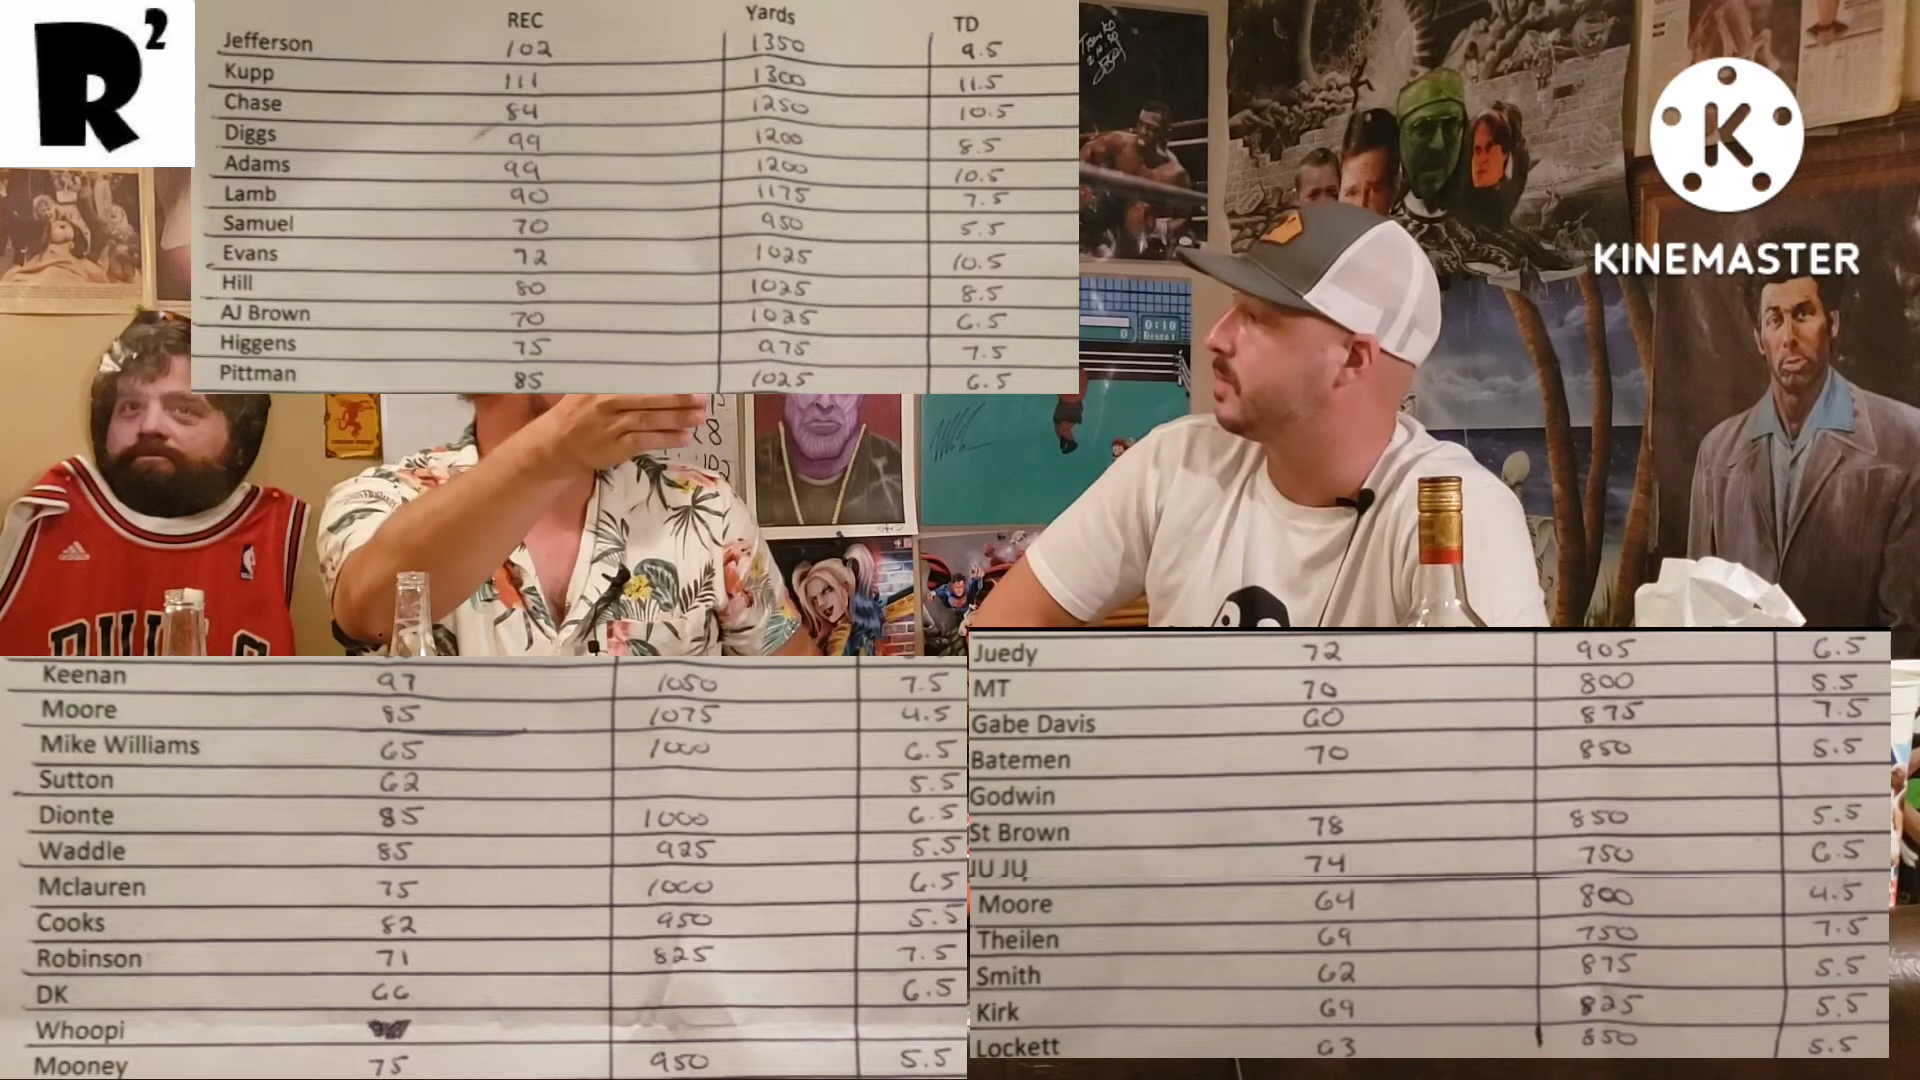 R²
REC Yards TD
Jefferson 102 1350 9.5
Kupp 111 1300 11.5
Chase 84 1250 10.5
Diggs 99 1200 8.5
Adams 99 1200 10.5
Lamb 90 1175 7.5
Samuel 70 950 5.5
Evans 72 1025 10.5
Hill 80 1025 8.5
AJ Brown 70 1025 6.5
Higgens 75 975 7.5
Pittman 85 1025 6.5
K
KINEMASTER
0:10
Round 1
adidas
Keenan 97 1050 7.5
Moore 85 1075 4.5
Mike Williams 65 1000 6.5
Sutton 62 5.5
Dionte 85 1000 6.5
Waddle 85 925 5.5
Mclauren 75 1000 6.5
Cooks 82 950 5.5
Robinson 71 825 7.5
DK 66 6.5
Whoopi
Mooney 75 950 5.5
Juedy 72 905 6.5
MT 70 800 5.5
Gabe Davis 60 875 7.5
Batemen 70 850 5.5
Godwin
St Brown 78 850 5.5
JU JU 74 750 6.5
Moore 64 800 4.5
Theilen 69 750 7.5
Smith 62 875 5.5
Kirk 69 825 5.5
Lockett 63 850 5.5